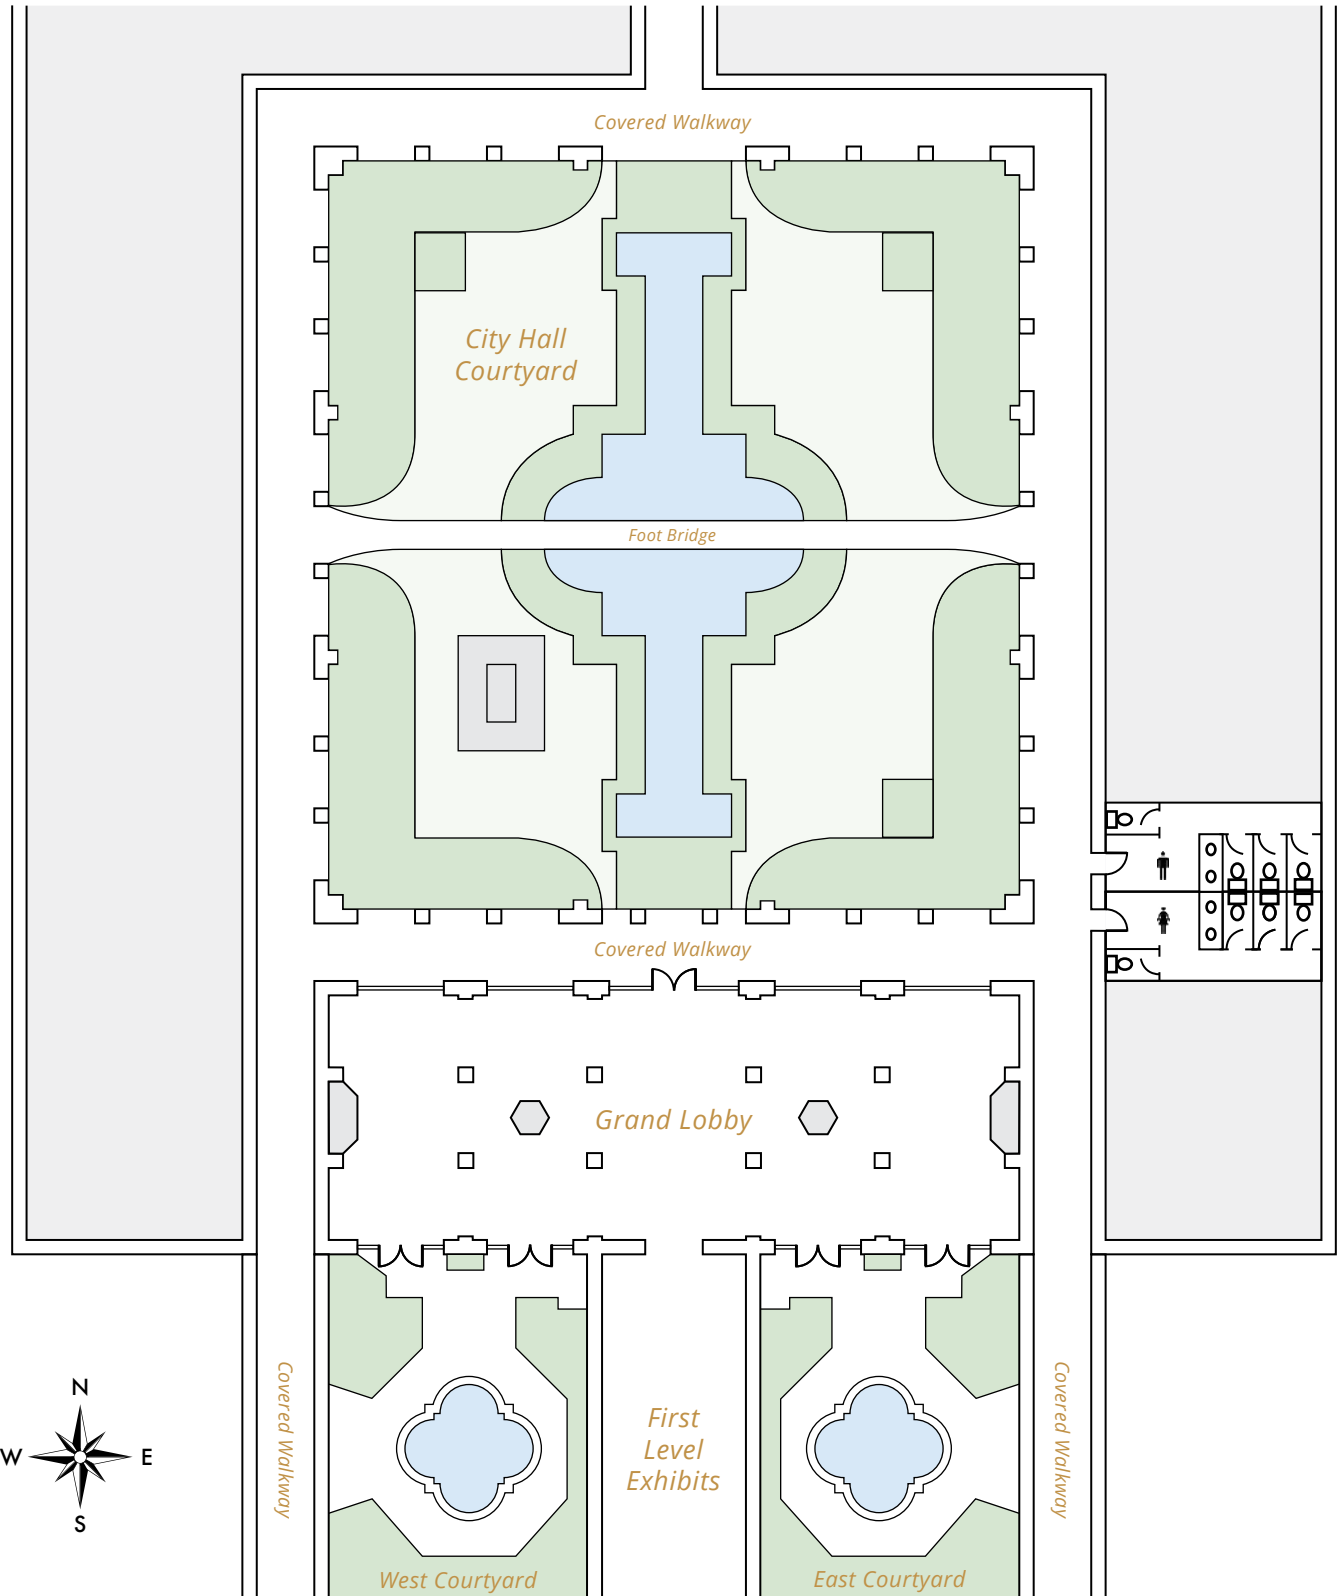 Covered Walkway
City Hall
Courtyard
Foot Bridge
Covered Walkway
Grand Lobby
Covered Walkway
Covered Walkway
First
Level
Exhibits
N
W
E
S
West Courtyard
East Courtyard